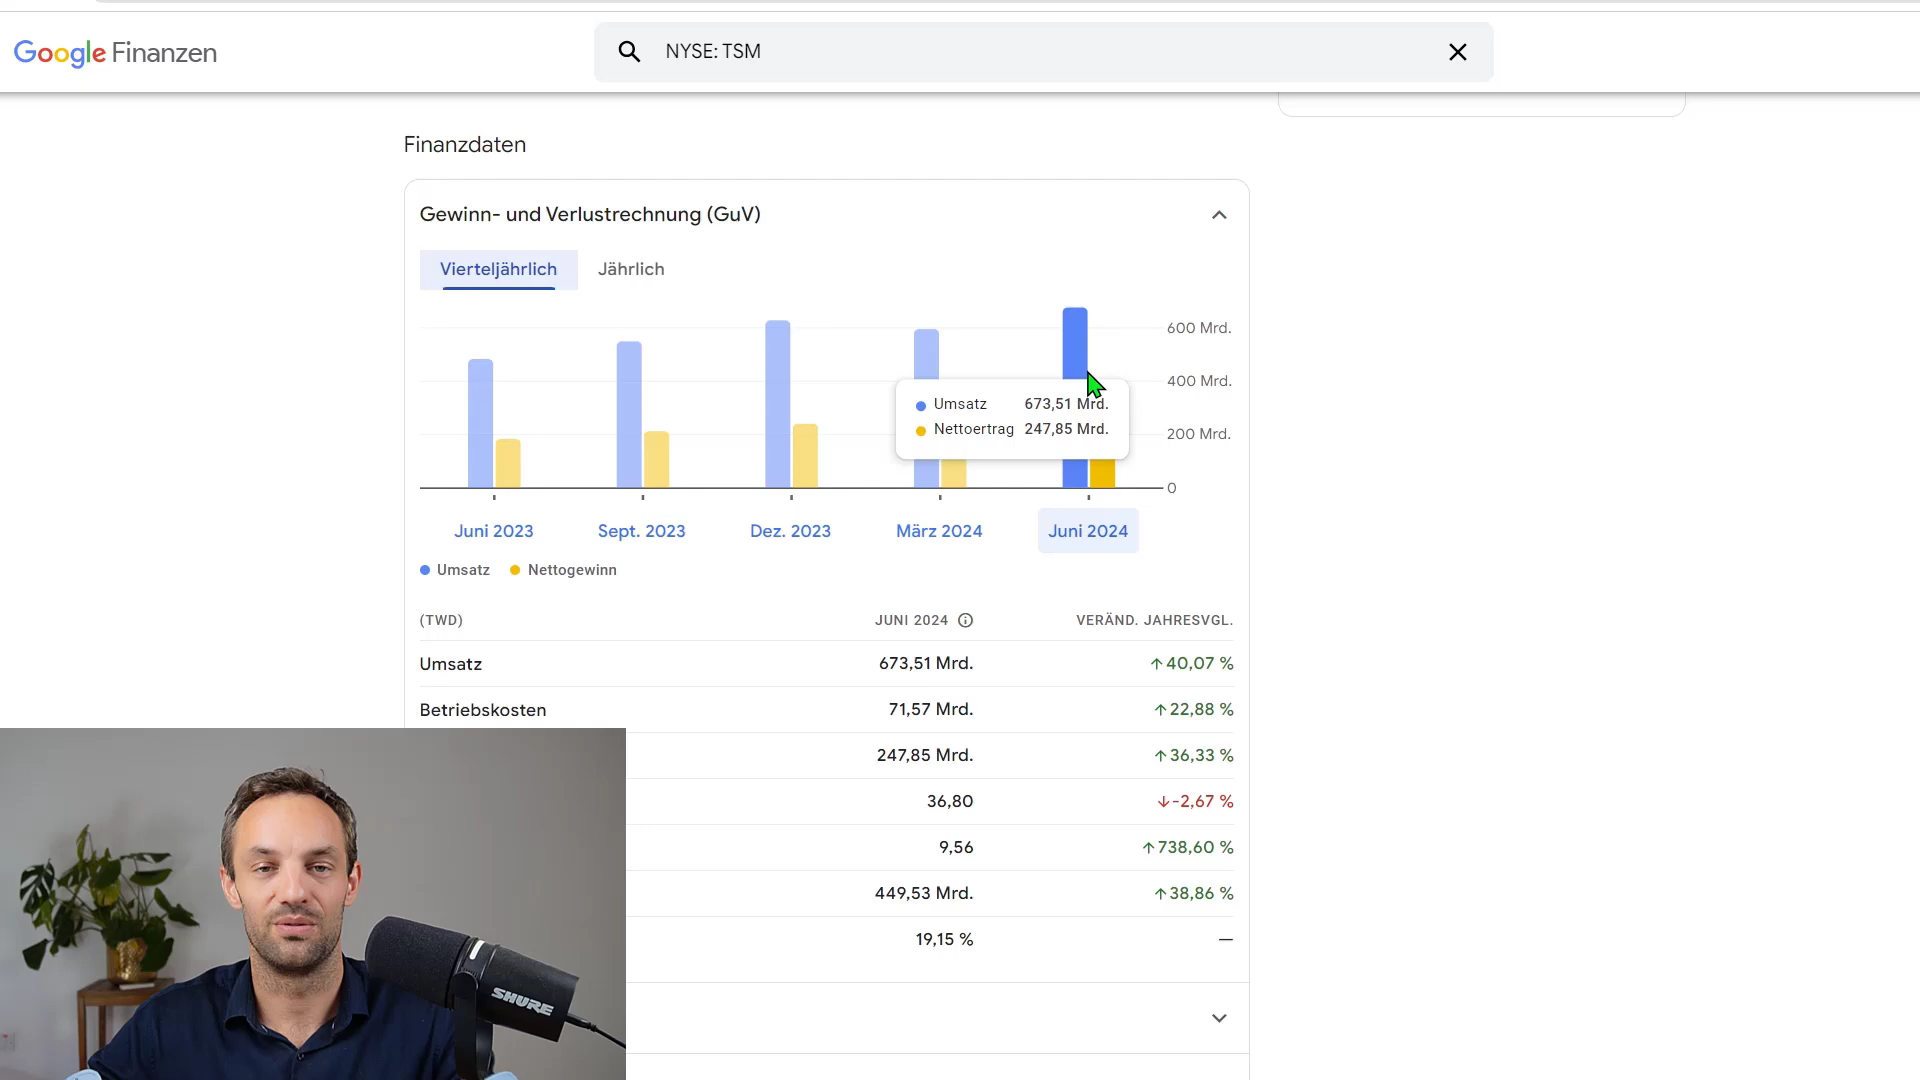 Google Finanzen
NYSE: TSM
Finanzdaten
Gewinn- und Verlustrechnung (GuV)
Vierteljährlich Jährlich
600 Mrd.
400 Mrd.
200 Mrd.
0
Umsatz 673,51 Mrd.
Nettoertrag 247,85 Mrd.
Juni 2023 Sept. 2023 Dez. 2023 März 2024 Juni 2024
Umsatz Nettogewinn
(TWD) JUNI 2024 VERÄND. JAHRESVGL.
Umsatz 673,51 Mrd. ↑40,07 %
Betriebskosten 71,57 Mrd. ↑22,88 %
247,85 Mrd. ↑36,33 %
36,80 ↓-2,67 %
9,56 ↑738,60 %
449,53 Mrd. ↑38,86 %
19,15 % —
SHURE